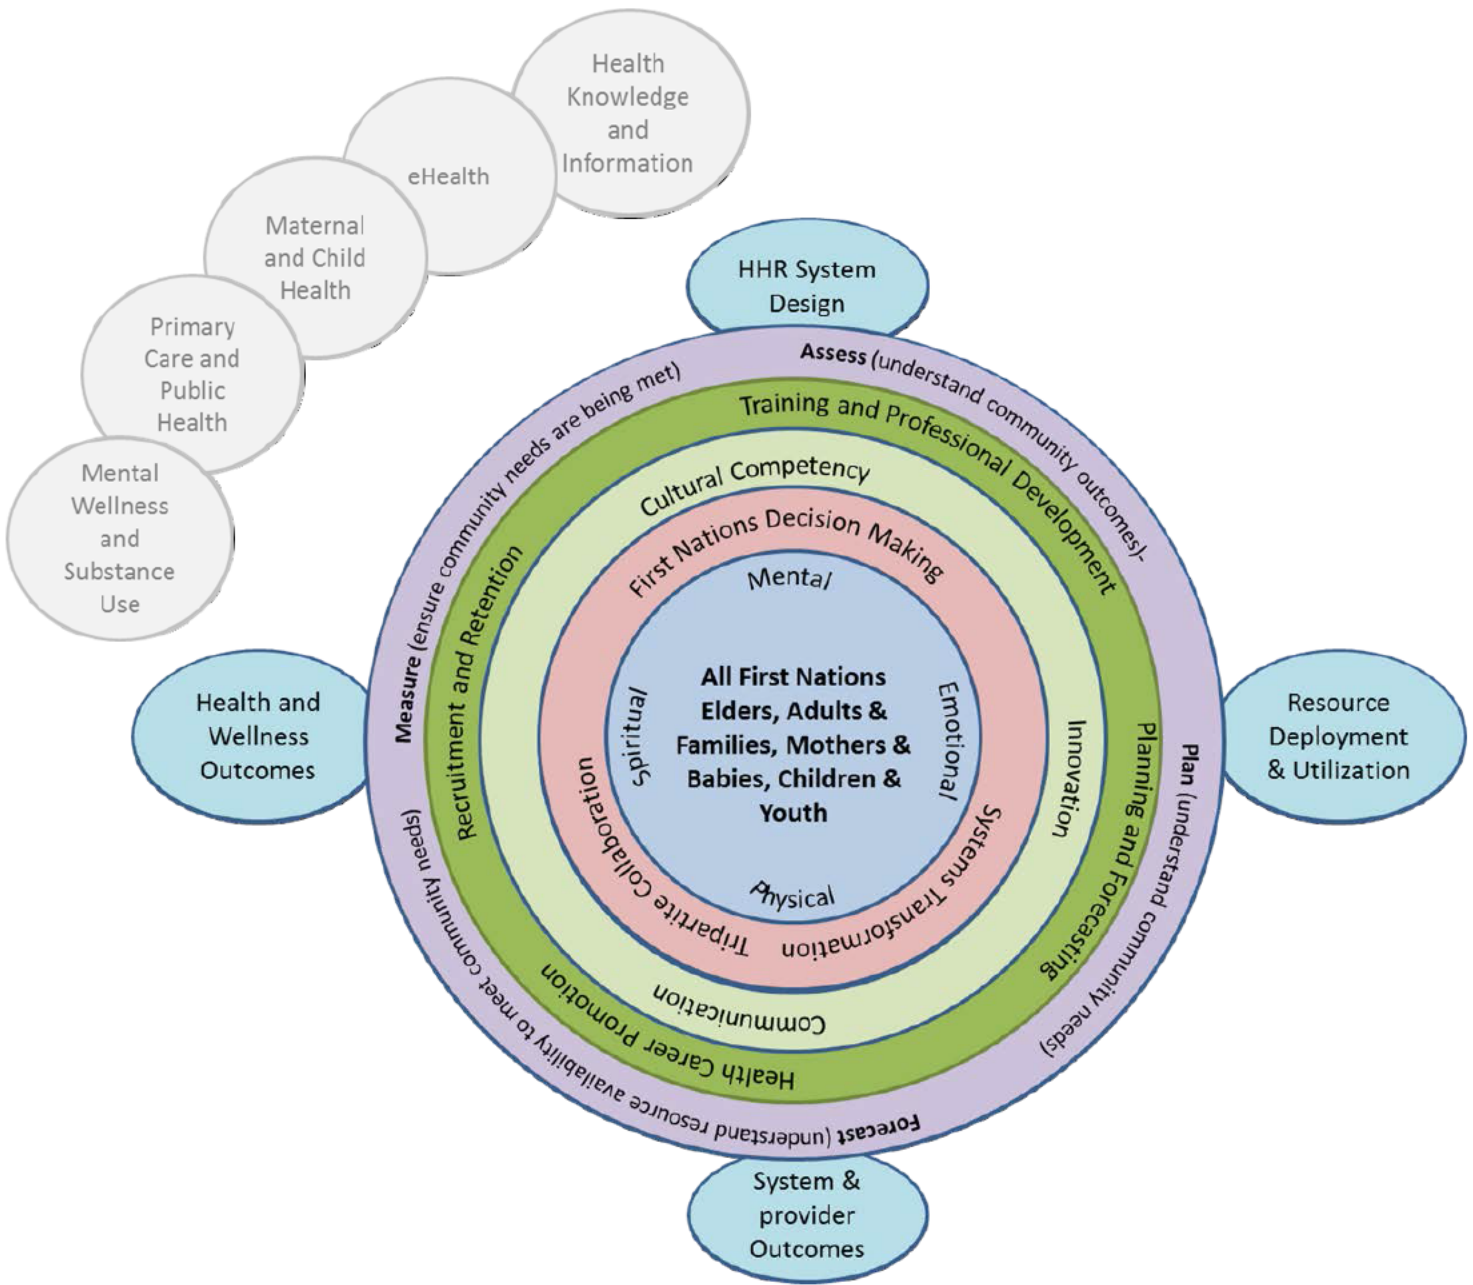 Health
Knowledge
and
Information
eHealth
Maternal
and Child
Health
Primary
Care and
Public
Health
Mental
Wellness
and
Substance
Use
HHR System
Design
Assess (understand community outcomes)-
Plan (understand community needs)
Forecast (understand resource availability to meet community needs)
Measure (ensure community needs are being met)
Training and Professional Development
Planning and Forecasting
Health Career Promotion
Recruitment and Retention
Cultural Competency
Innovation
Communication
First Nations Decision Making
Systems Transformation
Tripartite Collaboration
Mental
Emotional
Physical
Spiritual
All First Nations
Elders, Adults &
Families, Mothers &
Babies, Children &
Youth
Health and
Wellness
Outcomes
Resource
Deployment
& Utilization
System &
provider
Outcomes